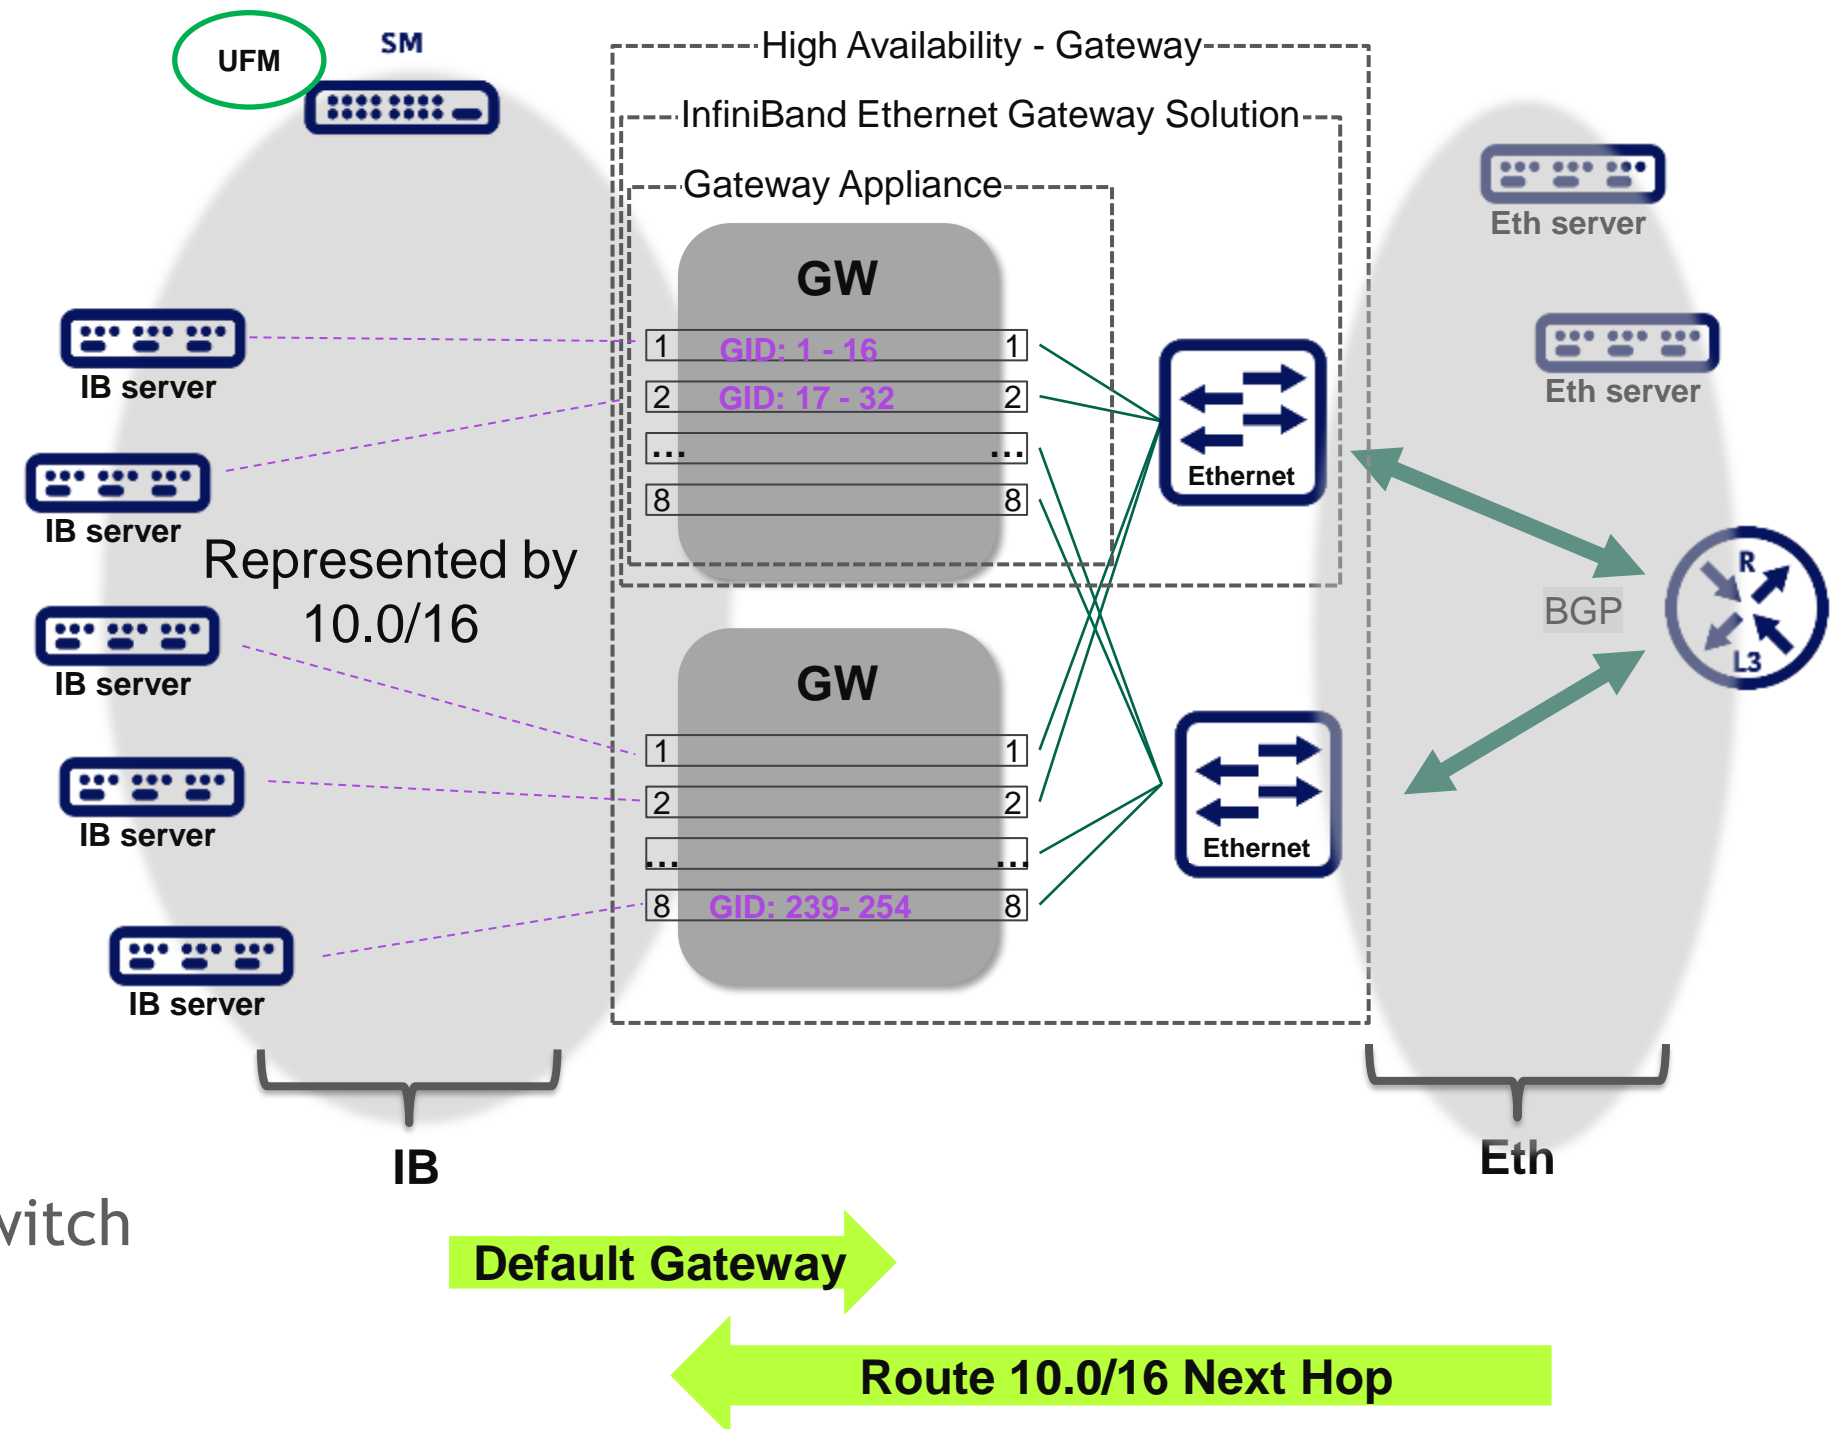 UFM
SM
High Availability - Gateway
InfiniBand Ethernet Gateway Solution
Gateway Appliance
GW
1 GID: 1 - 16 1
2 GID: 17 - 32 2
... ...
8 8
Ethernet
Eth server
Eth server
IB server
IB server
Represented by
10.0/16
IB server
IB server
IB server
GW
1 1
2 2
... ...
8 GID: 239- 254 8
Ethernet
BGP
R
L3
IB
Eth
witch
Default Gateway
Route 10.0/16 Next Hop